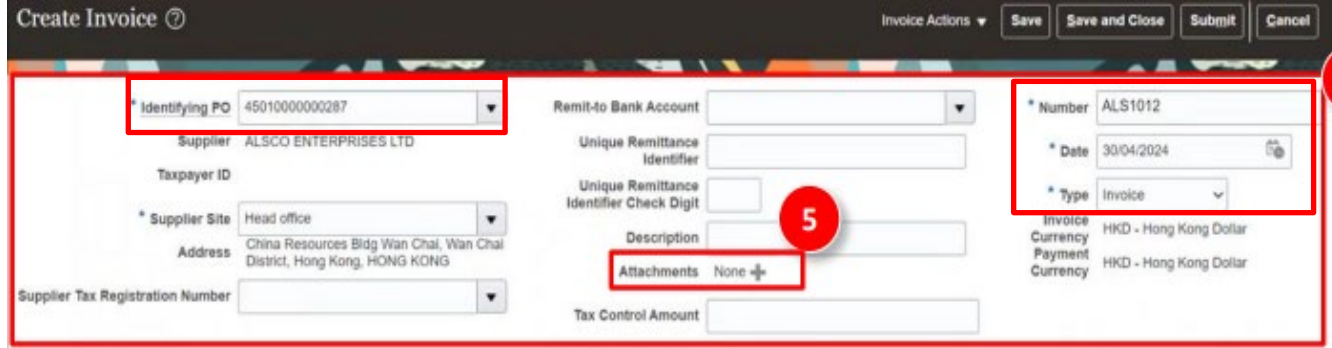 Create Invoice ?
Invoice Actions Save Save and Close Submit Cancel
* Identifying PO 45010000000287
Supplier ALSCO ENTERPRISES LTD
Taxpayer ID
* Supplier Site Head office
Address China Resources Bldg Wan Chai, Wan Chai
District, Hong Kong, HONG KONG
Supplier Tax Registration Number
Remit-to Bank Account
Unique Remittance
Identifier
Unique Remittance
Identifier Check Digit
5
Description
Attachments None
Tax Control Amount
* Number ALS1012
* Date 30/04/2024
* Type Invoice
Invoice
Currency HKD - Hong Kong Dollar
Payment
Currency HKD - Hong Kong Dollar